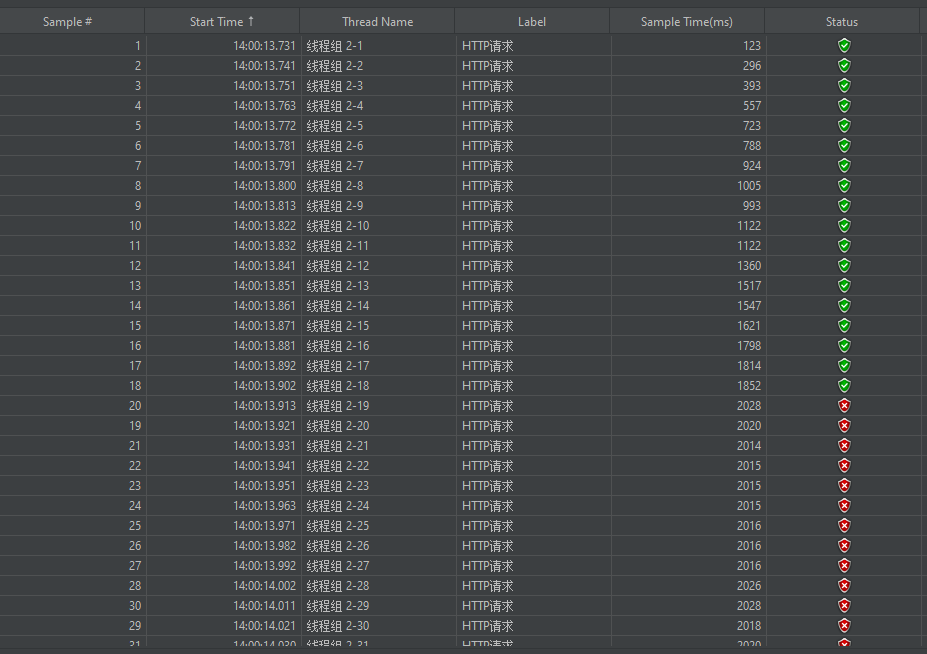 Sample # Start Time ↑ Thread Name Label Sample Time(ms) Status
1 14:00:13.731 线程组 2-1 HTTP请求 123
2 14:00:13.741 线程组 2-2 HTTP请求 296
3 14:00:13.751 线程组 2-3 HTTP请求 393
4 14:00:13.763 线程组 2-4 HTTP请求 557
5 14:00:13.772 线程组 2-5 HTTP请求 723
6 14:00:13.781 线程组 2-6 HTTP请求 788
7 14:00:13.791 线程组 2-7 HTTP请求 924
8 14:00:13.800 线程组 2-8 HTTP请求 1005
9 14:00:13.813 线程组 2-9 HTTP请求 993
10 14:00:13.822 线程组 2-10 HTTP请求 1122
11 14:00:13.832 线程组 2-11 HTTP请求 1122
12 14:00:13.841 线程组 2-12 HTTP请求 1360
13 14:00:13.851 线程组 2-13 HTTP请求 1517
14 14:00:13.861 线程组 2-14 HTTP请求 1547
15 14:00:13.871 线程组 2-15 HTTP请求 1621
16 14:00:13.881 线程组 2-16 HTTP请求 1798
17 14:00:13.892 线程组 2-17 HTTP请求 1814
18 14:00:13.902 线程组 2-18 HTTP请求 1852
20 14:00:13.913 线程组 2-19 HTTP请求 2028
19 14:00:13.921 线程组 2-20 HTTP请求 2020
21 14:00:13.931 线程组 2-21 HTTP请求 2014
22 14:00:13.941 线程组 2-22 HTTP请求 2015
23 14:00:13.951 线程组 2-23 HTTP请求 2015
24 14:00:13.963 线程组 2-24 HTTP请求 2015
25 14:00:13.971 线程组 2-25 HTTP请求 2016
26 14:00:13.982 线程组 2-26 HTTP请求 2016
27 14:00:13.992 线程组 2-27 HTTP请求 2016
28 14:00:14.002 线程组 2-28 HTTP请求 2026
30 14:00:14.011 线程组 2-29 HTTP请求 2028
29 14:00:14.021 线程组 2-30 HTTP请求 2018
31 14:00:14.030 线程组 2-31 HTTP请求 2020